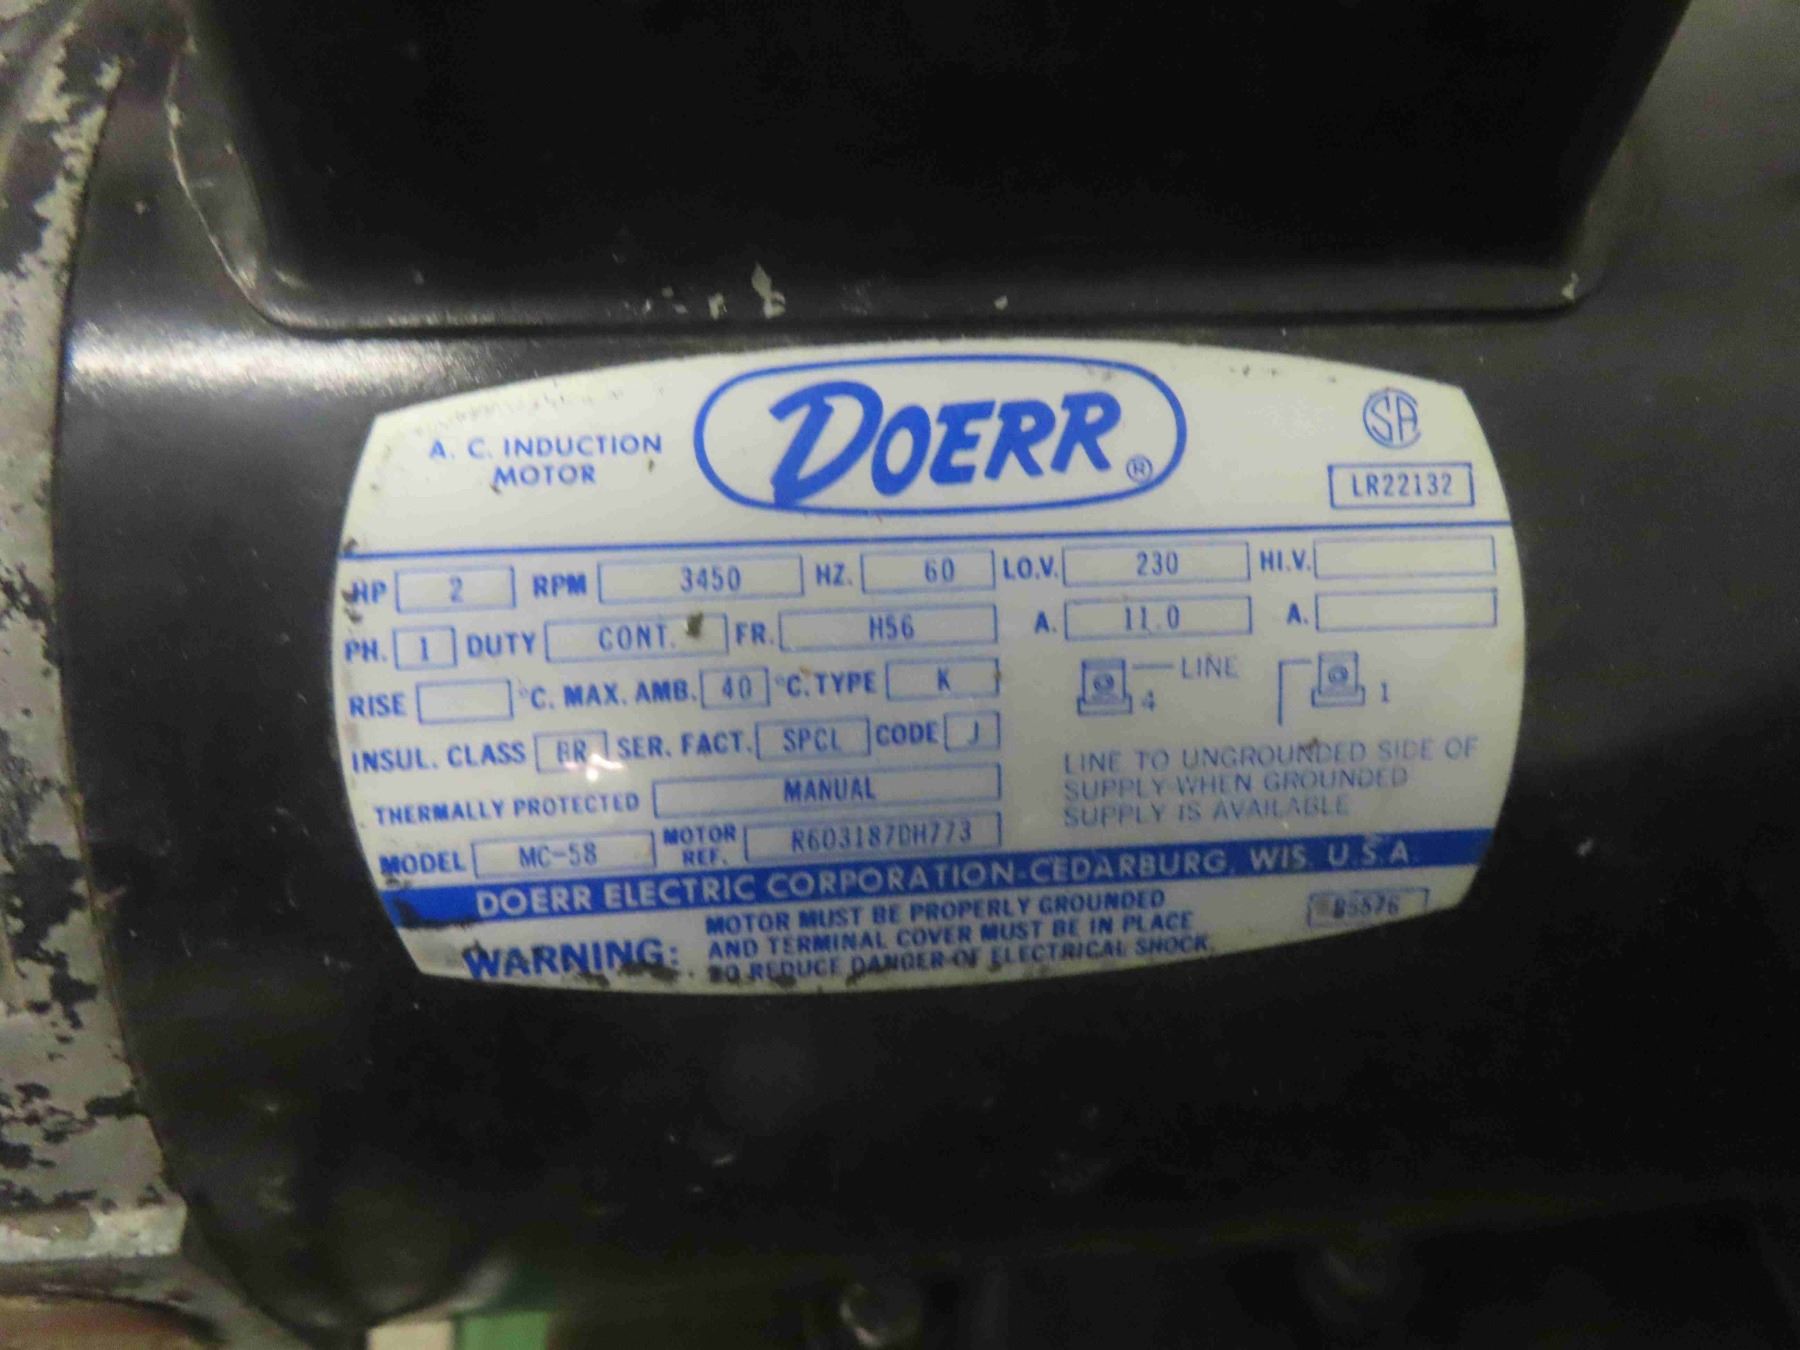 A. C. INDUCTION
MOTOR
DOERR ®
SA
LR22132
HP 2 RPM 3450 HZ. 60 LO.V. 230 HI.V.
PH. 1 DUTY CONT. FR. H56 A. 11.0 A.
RISE °C. MAX. AMB. 40 °C. TYPE K
LINE
4 1
INSUL. CLASS BR SER. FACT. SPCL CODE J
THERMALLY PROTECTED MANUAL
MODEL MC-58 MOTOR REF. R603187DH773
LINE TO UNGROUNDED SIDE OF
SUPPLY WHEN GROUNDED
SUPPLY IS AVAILABLE
DOERR ELECTRIC CORPORATION-CEDARBURG, WIS. U.S.A.
WARNING: MOTOR MUST BE PROPERLY GROUNDED
AND TERMINAL COVER MUST BE IN PLACE
TO REDUCE DANGER OF ELECTRICAL SHOCK.